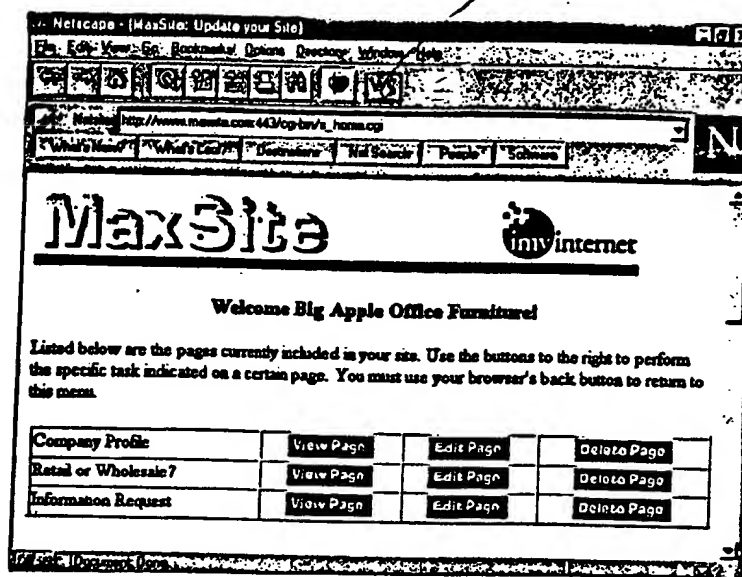 Netscape - [MaxSite: Update your Site]
File Edit View Go Bookmarks Options Directory Window Help
http://www.maxsite.com:443/cgi-bin/s_home.cgi
What's New? What's Cool? Destinations Net Search People Software
N
MaxSite
imv internet
Welcome Big Apple Office Furniture!
Listed below are the pages currently included in your site. Use the buttons to the right to perform
the specific task indicated on a certain page. You must use your browser's back button to return to
this menu.
Company Profile View Page Edit Page Delete Page
Retail or Wholesale? View Page Edit Page Delete Page
Information Request View Page Edit Page Delete Page
Document Done